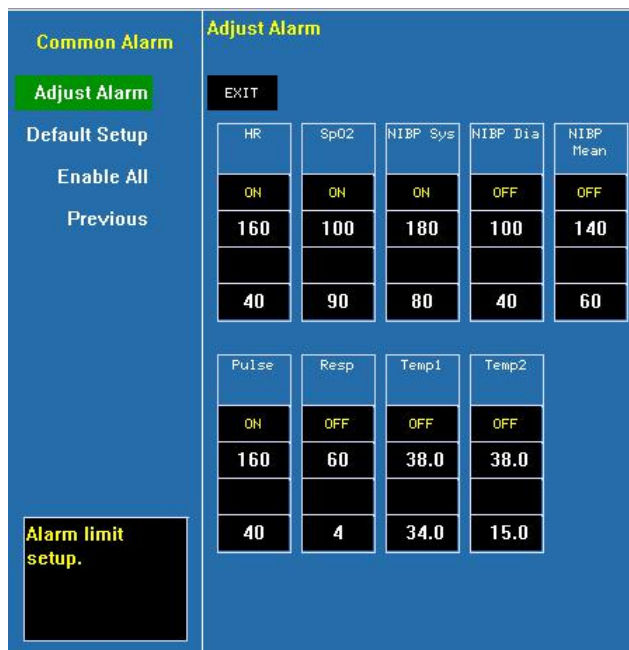 Common Alarm
Adjust Alarm
Default Setup
Enable All
Previous
Alarm limit
setup.
Adjust Alarm
EXIT
HR SpO2 NIBP Sys NIBP Dia NIBP
Mean
ON ON ON OFF OFF
160 100 180 100 140
40 90 80 40 60
Pulse Resp Temp1 Temp2
ON OFF OFF OFF
160 60 38.0 38.0
40 4 34.0 15.0